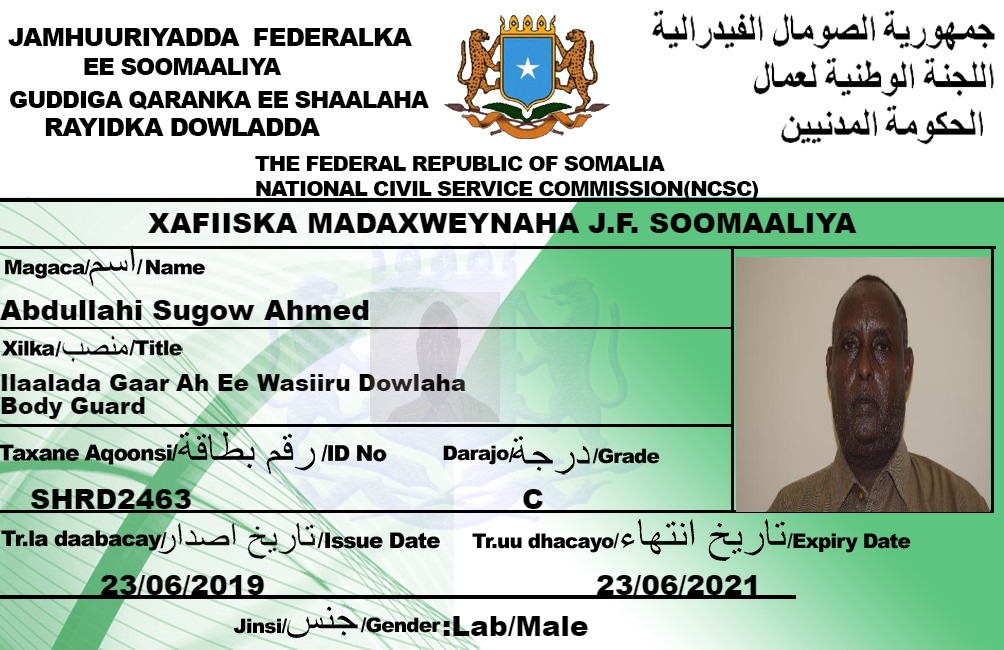 JAMHUURIYADDA FEDERALKA
EE SOOMAALIYA
GUDDIGA QARANKA EE SHAALAHA
RAYIDKA DOWLADDA
جمهورية الصومال الفيدرالية
اللجنة الوطنية لعمال
الحكومة المدنيين
THE FEDERAL REPUBLIC OF SOMALIA
NATIONAL CIVIL SERVICE COMMISSION(NCSC)
XAFIISKA MADAXWEYNAHA J.F. SOOMAALIYA
Magaca/اسم/Name
Abdullahi Sugow Ahmed
Xilka/منصب/Title
Ilaalada Gaar Ah Ee Wasiiru Dowlaha
Body Guard
Taxane Aqoonsi/رقم بطاقة/ID No Darajo/درجة/Grade
SHRD2463 C
Tr.la daabacay/تاريخ اصدار/Issue Date Tr.uu dhacayo/تاريخ انتهاء/Expiry Date
23/06/2019 23/06/2021
Jinsi/جنس/Gender:Lab/Male